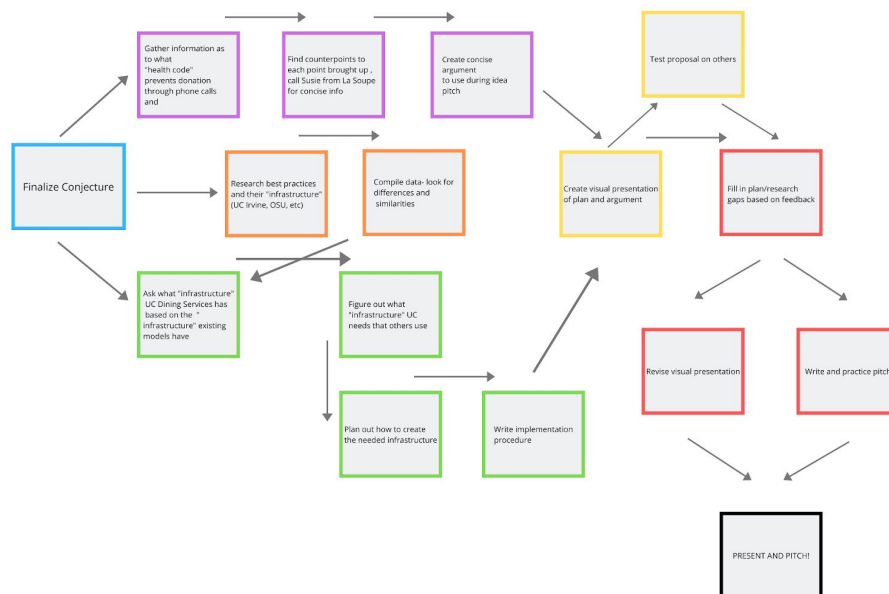 Gather information as
to what
"health code"
prevents donation
through phone calls
and
Find counterpoints to
each point brought up ,
call Susie from La Soupe
for concise info
Create concise
argument
to use during idea
pitch
Test proposal on others
Finalize Conjecture
Research best practices
and their "infrastructure"
(UC Irvine, OSU, etc)
Compile data- look for
differences and
similarities
Create visual presentation
of plan and argument
Fill in plan/research
gaps based on feedback
Ask what "infrastructure"
UC Dining Services has
based on the "
infrastructure" existing
models have
Figure out what
"infrastructure" UC
needs that others use
Revise visual presentation
Write and practice pitch
Plan out how to create
the needed infrastructure
Write implementation
procedure
PRESENT AND PITCH!